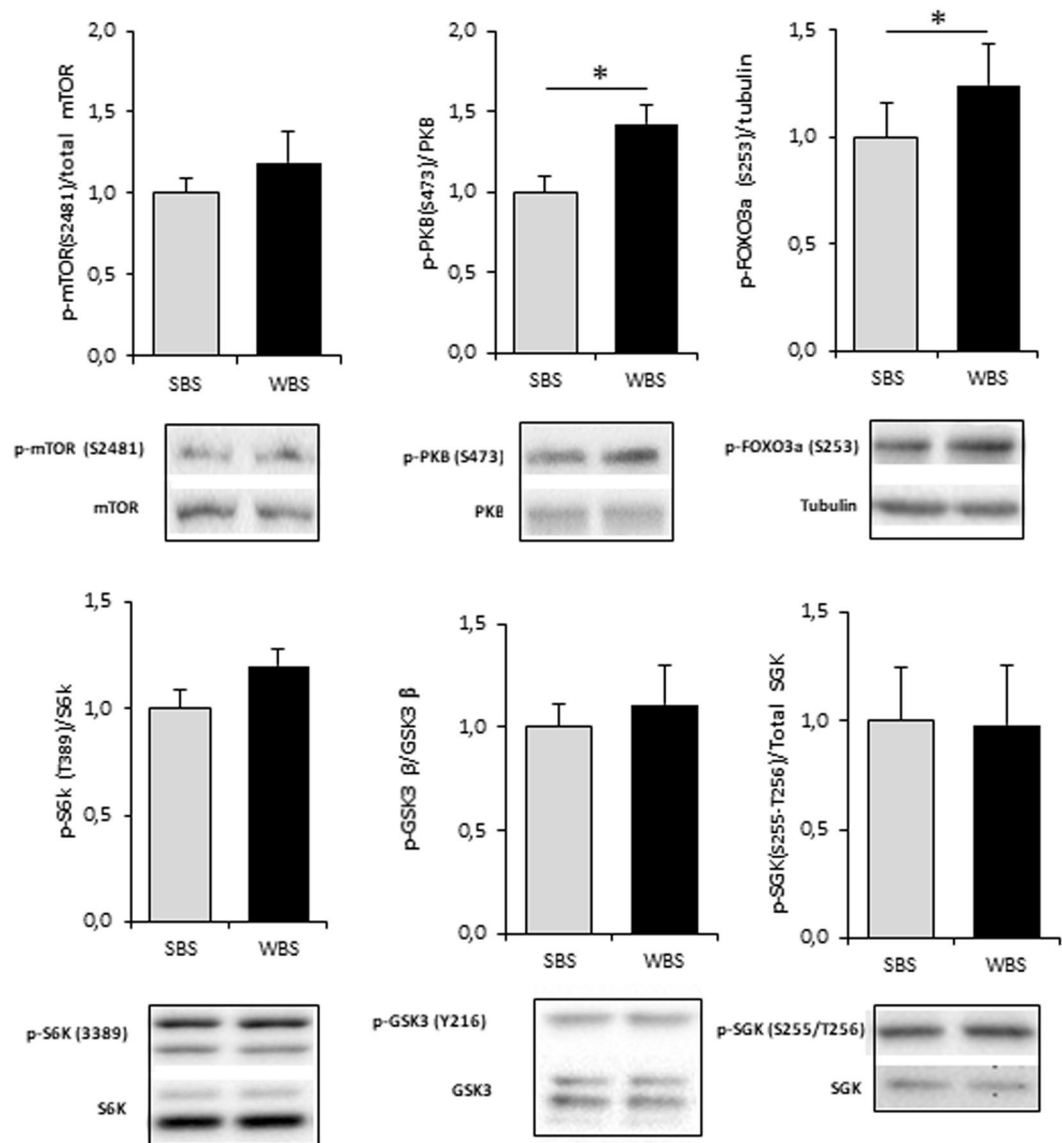 p-mTOR(S2481)/total mTOR
2,0
1,5
1,0
0,5
0,0
SBS WBS
p-mTOR (S2481)
mTOR
p-PKB(S473)/PKB
2,0
1,5
1,0
0,5
0,0
*
SBS WBS
p-PKB (S473)
PKB
p-FOXO3a (S253)/tubulin
1,5
1,0
0,5
0,0
*
SBS WBS
p-FOXO3a (S253)
Tubulin
p-S6k (T389)/S6k
1,5
1,0
0,5
0,0
SBS WBS
p-S6K (3389)
S6K
p-GSK3 β/GSK3 β
1,5
1,0
0,5
0,0
SBS WBS
p-GSK3 (Y216)
GSK3
p-SGK(S255-T256)/Total SGK
1,5
1,0
0,5
0,0
SBS WBS
p-SGK (S255/T256)
SGK